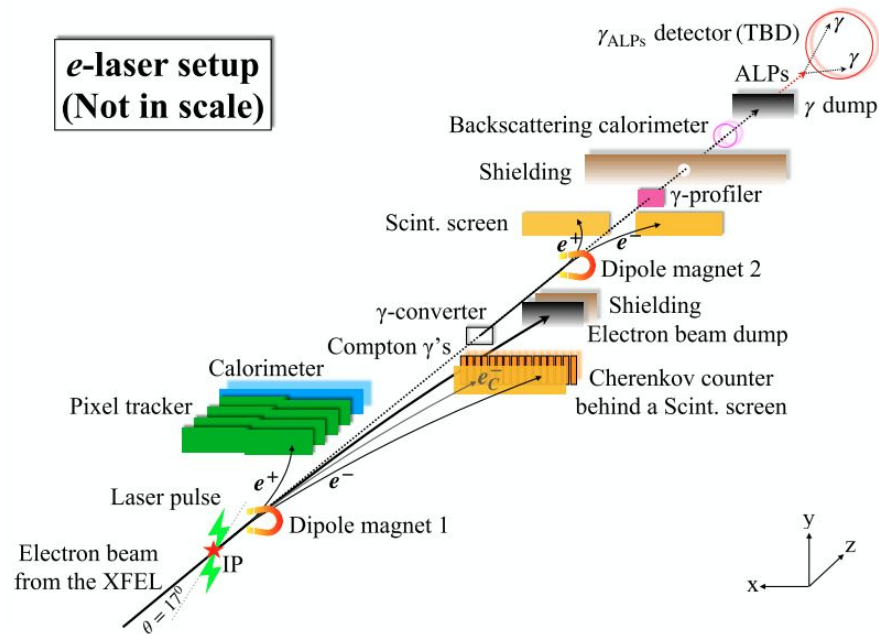 e-laser setup
(Not in scale)
γALPs detector (TBD)
γ
γ
ALPs
γ dump
Backscattering calorimeter
Shielding
γ-profiler
Scint. screen
e⁺
e⁻
Dipole magnet 2
γ-converter
Shielding
Compton γ's
Electron beam dump
Calorimeter
e⁻C
Cherenkov counter
behind a Scint. screen
Pixel tracker
e⁺
e⁻
Laser pulse
Dipole magnet 1
Electron beam
from the XFEL
IP
θ = 17⁰
y
z
x